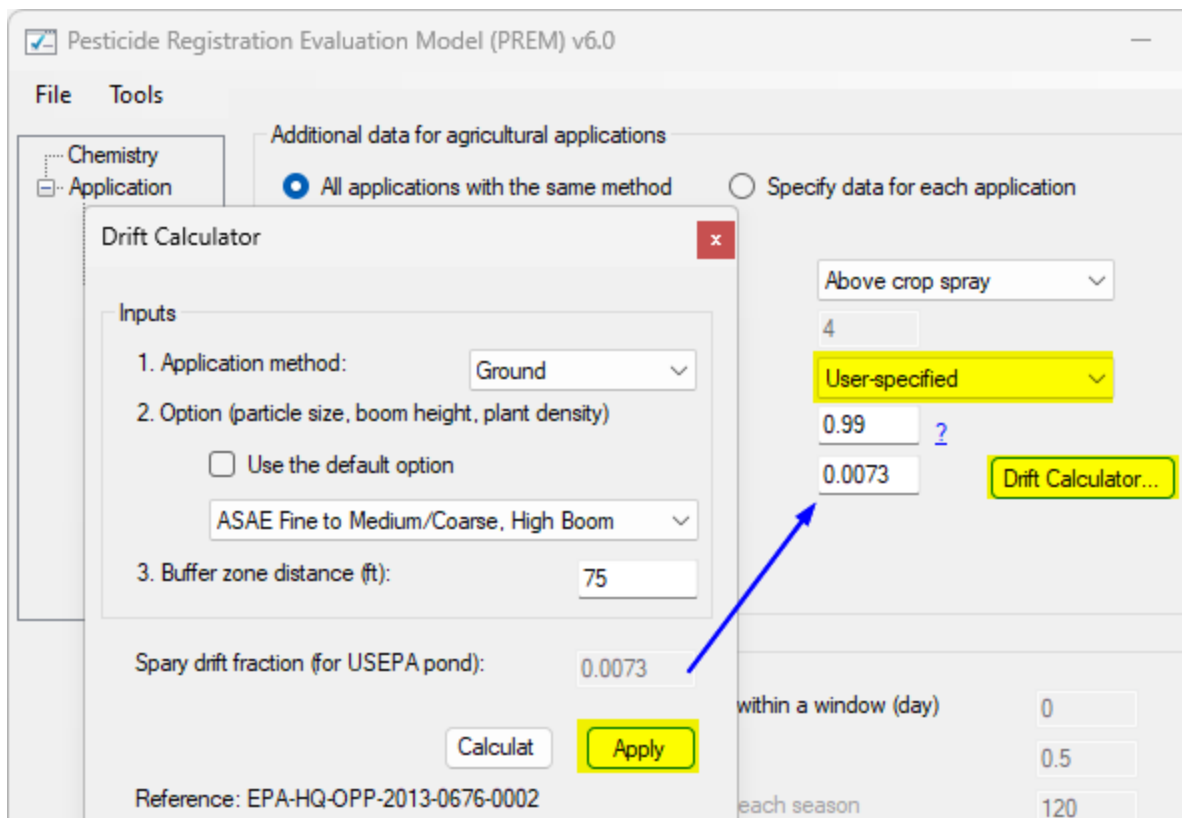 Pesticide Registration Evaluation Model (PREM) v6.0
File Tools
Additional data for agricultural applications
Chemistry
Application
All applications with the same method
Specify data for each application
Drift Calculator
x
Above crop spray
Inputs
4
1. Application method:
Ground
User-specified
2. Option (particle size, boom height, plant density)
0.99
?
Use the default option
0.0073
Drift Calculator...
ASAE Fine to Medium/Coarse, High Boom
3. Buffer zone distance (ft):
75
Spary drift fraction (for USEPA pond):
0.0073
within a window (day)
0
Calculat
Apply
0.5
Reference: EPA-HQ-OPP-2013-0676-0002
each season
120